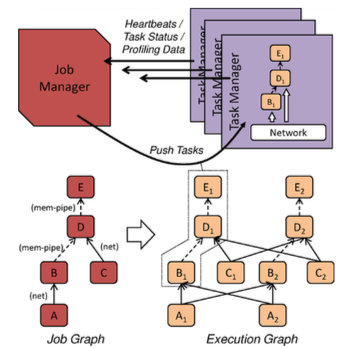 Heartbeats /
Task Status /
Profiling Data
Job
Manager
Task Manager
Task Manager
Task Manager
E1
D1
B1
Network
Push Tasks
E
(mem-pipe)
D
(mem-pipe)
(net)
B
C
(net)
A
E1
E2
D1
D2
B1
C1
B2
C2
A1
A2
Job Graph
Execution Graph